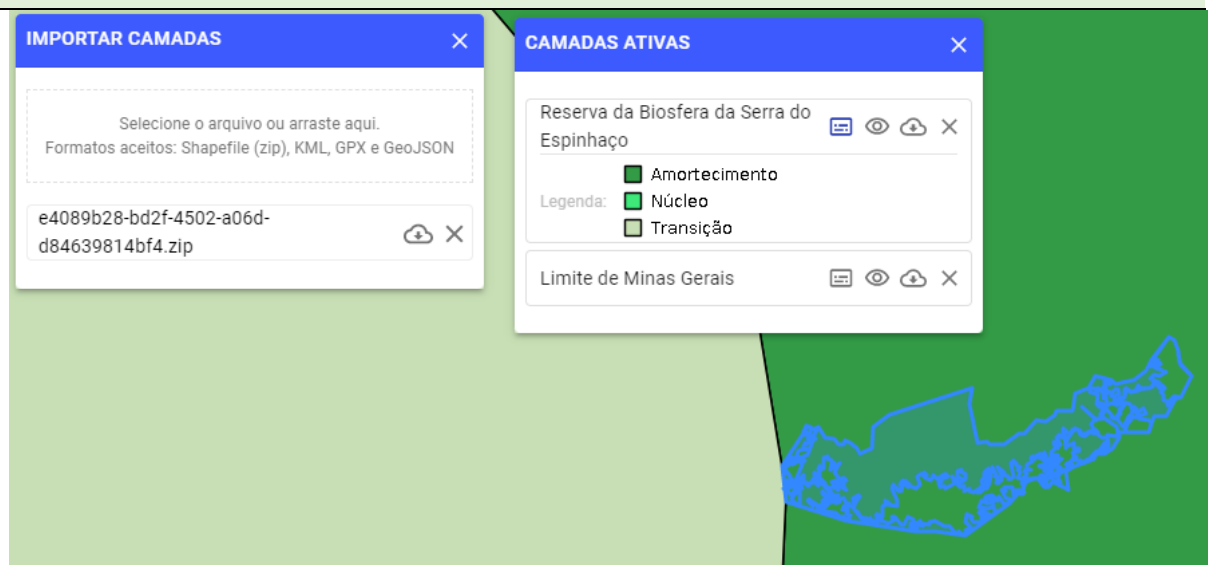 IMPORTAR CAMADAS
Selecione o arquivo ou arraste aqui.
Formatos aceitos: Shapefile (zip), KML, GPX e GeoJSON
e4089b28-bd2f-4502-a06d-
d84639814bf4.zip
CAMADAS ATIVAS
Reserva da Biosfera da Serra do
Espinhaço
Legenda:
Amortecimento
Núcleo
Transição
Limite de Minas Gerais